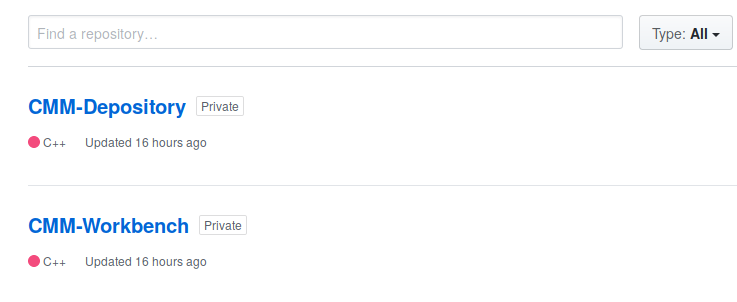 Find a repository…
Type: All
CMM-Depository Private
C++ Updated 16 hours ago
CMM-Workbench Private
C++ Updated 16 hours ago